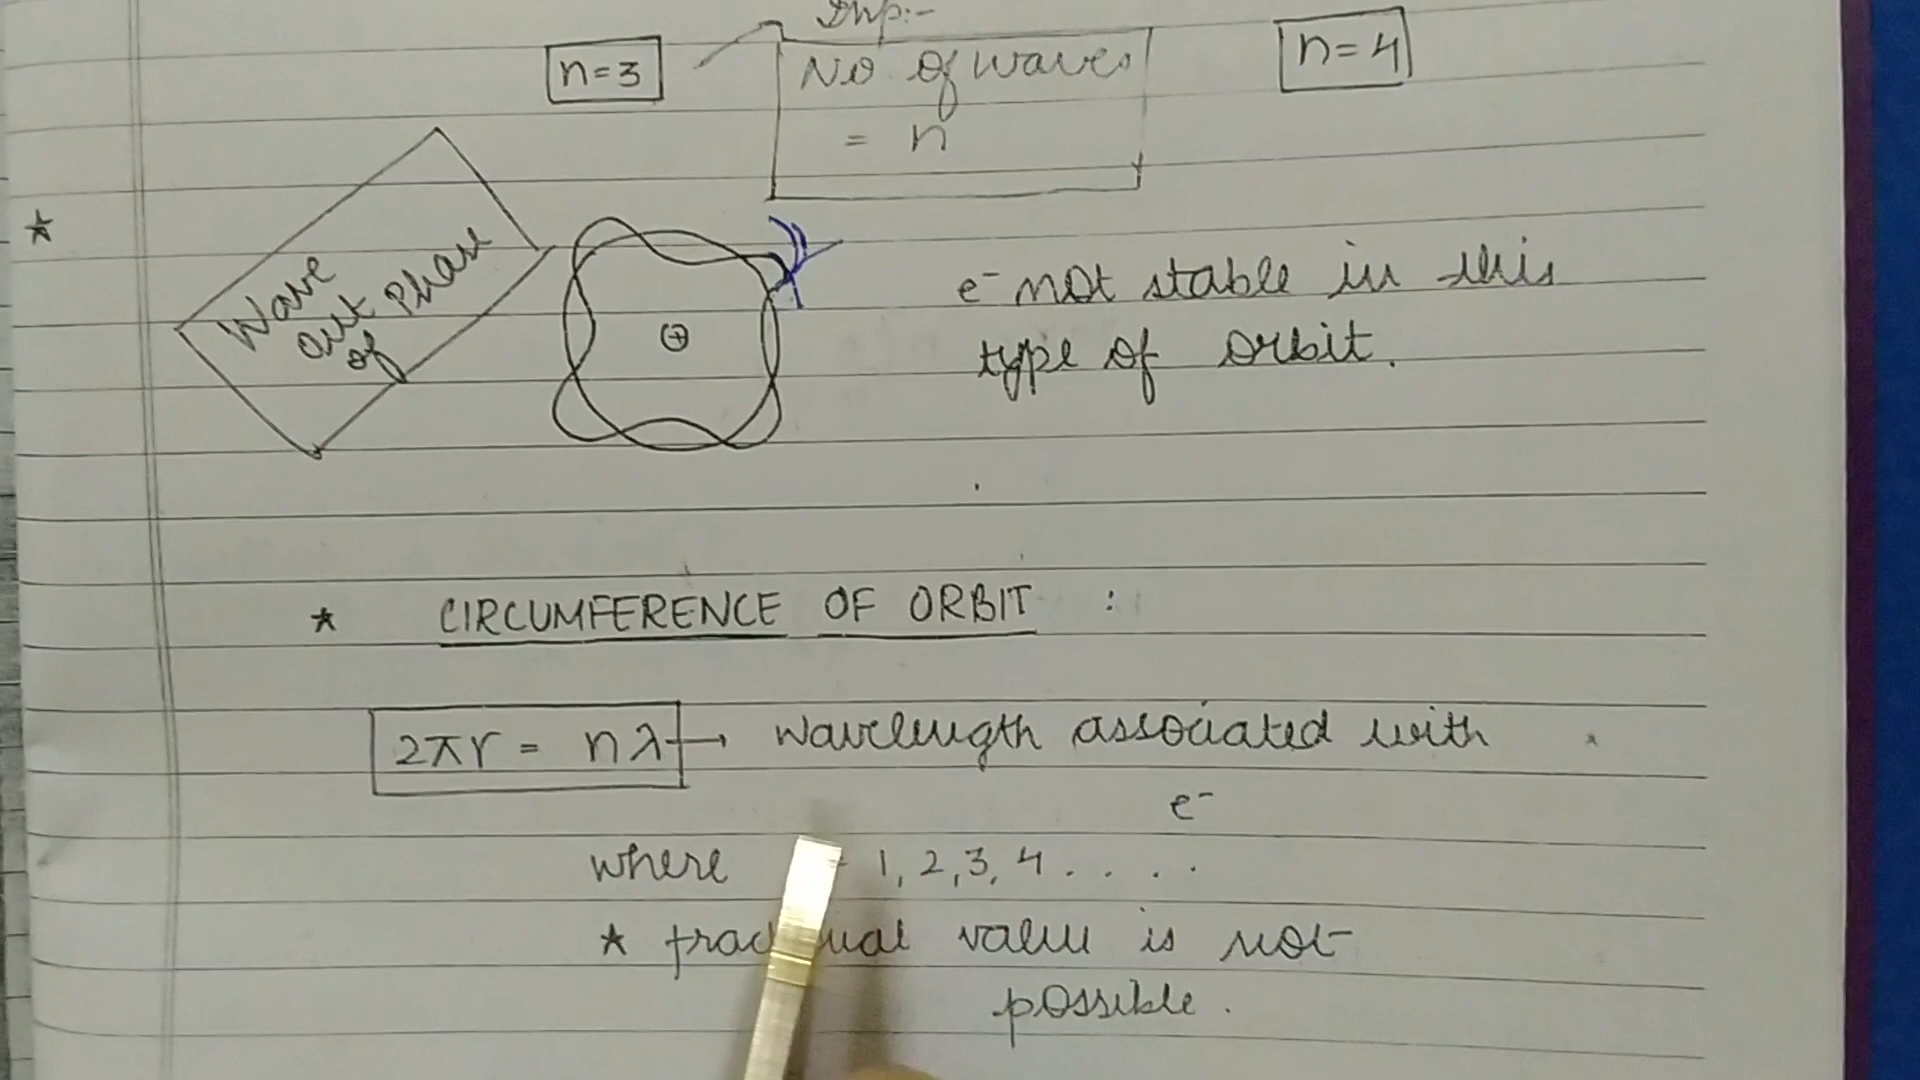 Imp:-
n=3
No of waves
= n
n=4
★
Wave
out Phase
of
⊕
e⁻ not stable in this
type of orbit.
★ CIRCUMFERENCE OF ORBIT :
2πr = nλ → wavelength associated with
e⁻
where 1, 2, 3, 4 . . . .
★ value is not
possible.